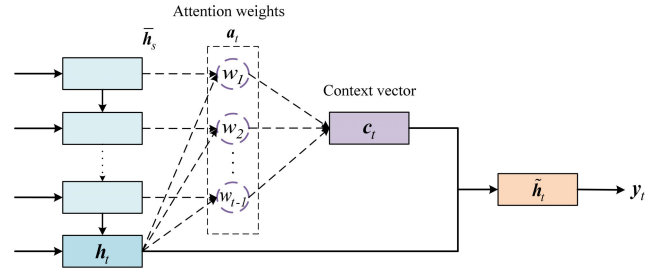 Attention weights
h̄ₛ
aₜ
w₁
Context vector
w₂
cₜ
h̃ₜ
yₜ
wₜ₋₁
hₜ